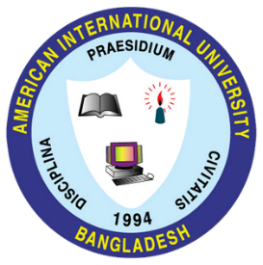 AMERICAN INTERNATIONAL UNIVERSITY
PRAESIDIUM
DISCIPLINA
CIVITATIS
1994
BANGLADESH